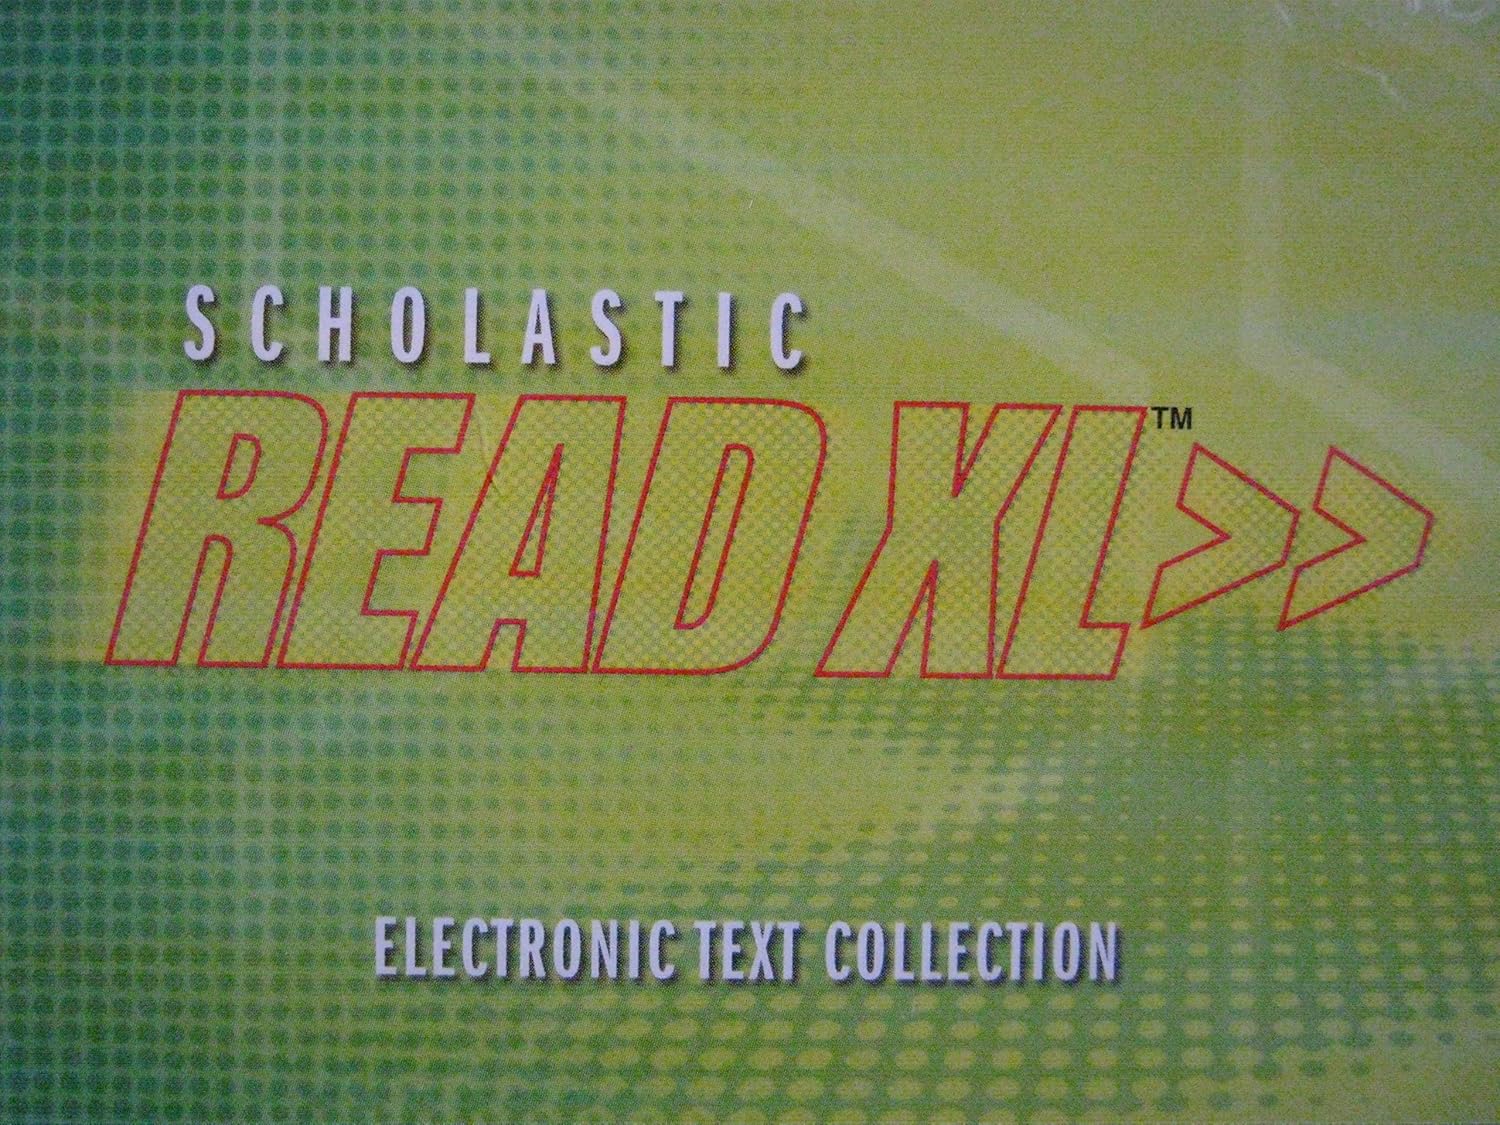 SCHOLASTIC
READ XL™>>
ELECTRONIC TEXT COLLECTION